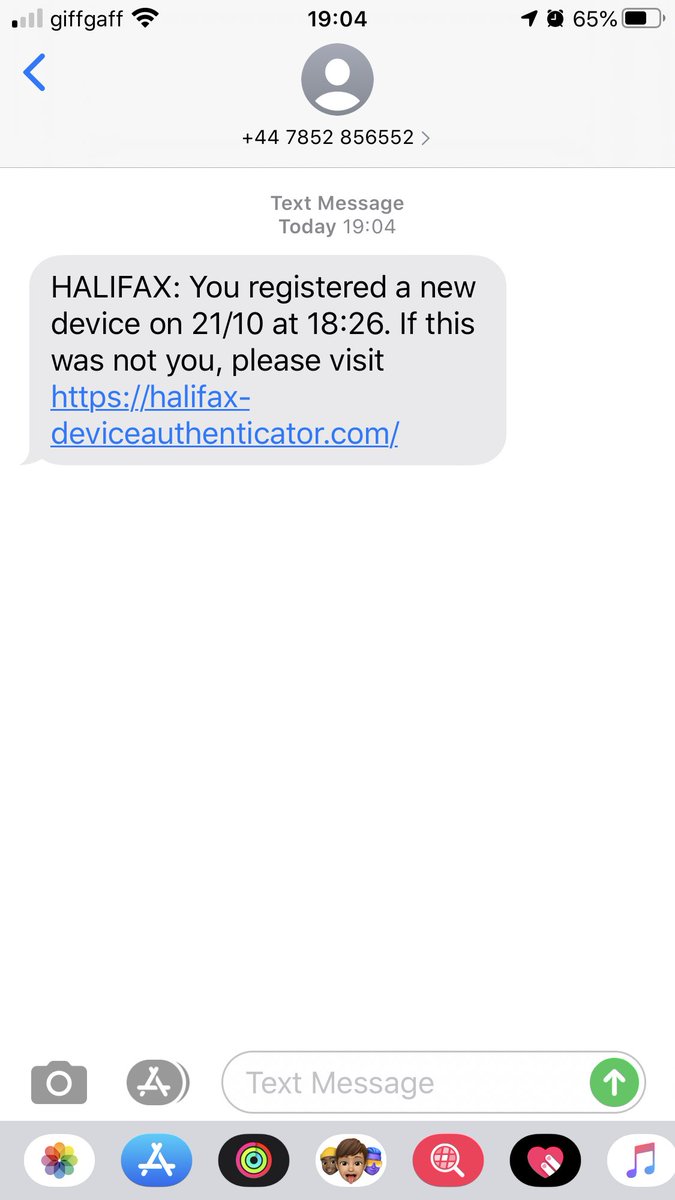 giffgaff 19:04 65%
+44 7852 856552
Text Message
Today 19:04
HALIFAX: You registered a new
device on 21/10 at 18:26. If this
was not you, please visit
https://halifax-
deviceauthenticator.com/
Text Message